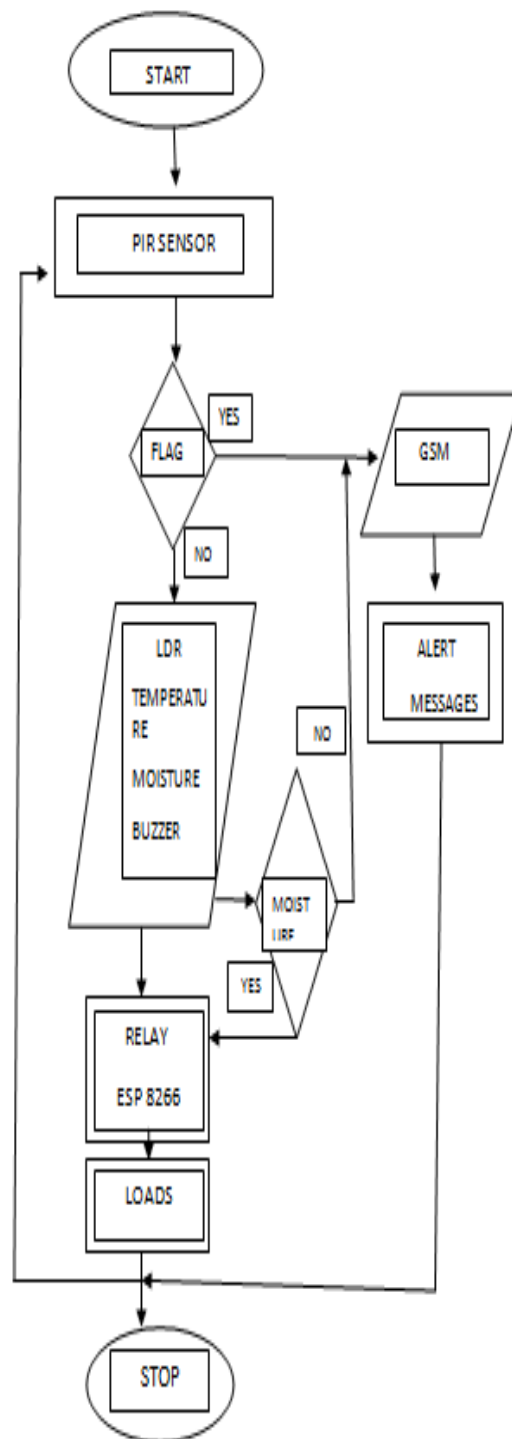 START
PIR SENSOR
YES
FLAG
GSM
NO
LDR
TEMPERATU
RE
MOISTURE
BUZZER
ALERT
MESSAGES
NO
MOIST
URE
YES
RELAY
ESP 8266
LOADS
STOP